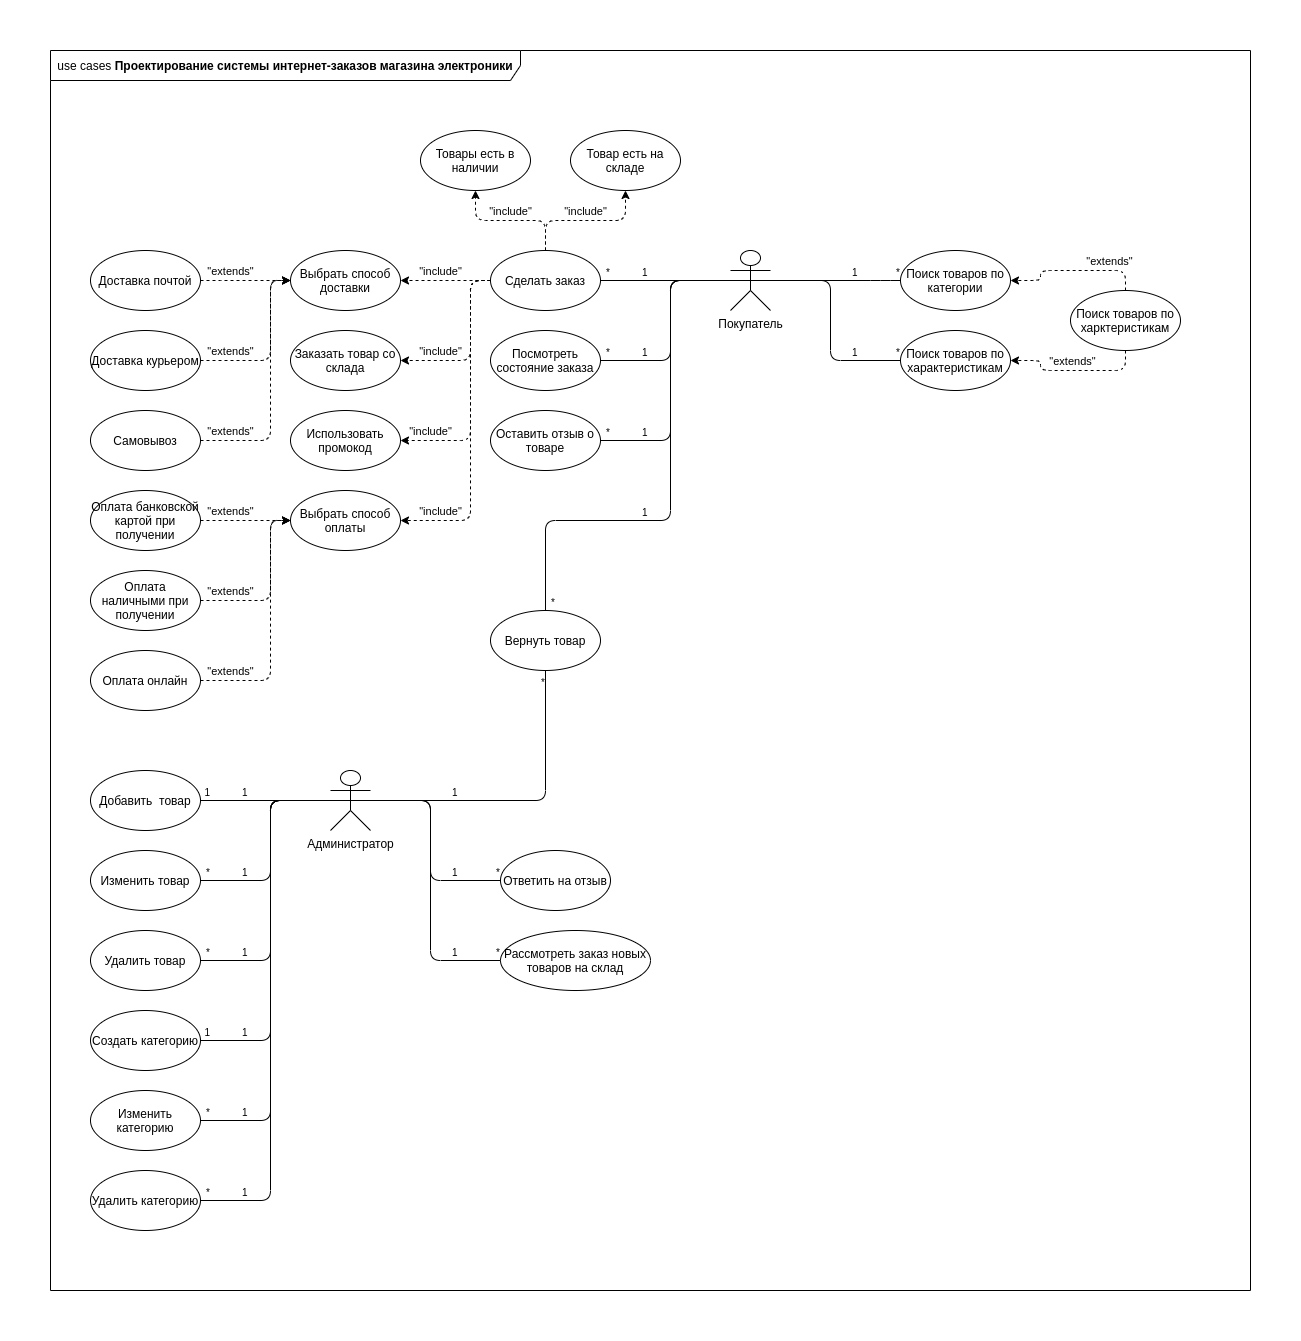 use cases Проектирование системы интернет-заказов магазина электроники
Товары есть в
наличии
Товар есть на
складе
"include"
"include"
Доставка почтой
"extends"
Выбрать способ
доставки
"include"
Сделать заказ
*
1
Покупатель
1
*
Поиск товаров по
категории
"extends"
Поиск товаров по
харктеристикам
Доставка курьером
"extends"
Заказать товар со
склада
"include"
Посмотреть
состояние заказа
*
1
1
*
Поиск товаров по
характеристикам
"extends"
Самовывоз
"extends"
Использовать
промокод
"include"
Оставить отзыв о
товаре
*
1
Оплата банковской
картой при
получении
"extends"
Выбрать способ
оплаты
"include"
1
Оплата
наличными при
получении
"extends"
*
Вернуть товар
*
Оплата онлайн
"extends"
Добавить  товар
1
1
Администратор
1
Изменить товар
*
1
1
*
Ответить на отзыв
Удалить товар
*
1
1
*
Рассмотреть заказ новых
товаров на склад
Создать категорию
1
1
Изменить
категорию
*
1
Удалить категорию
*
1